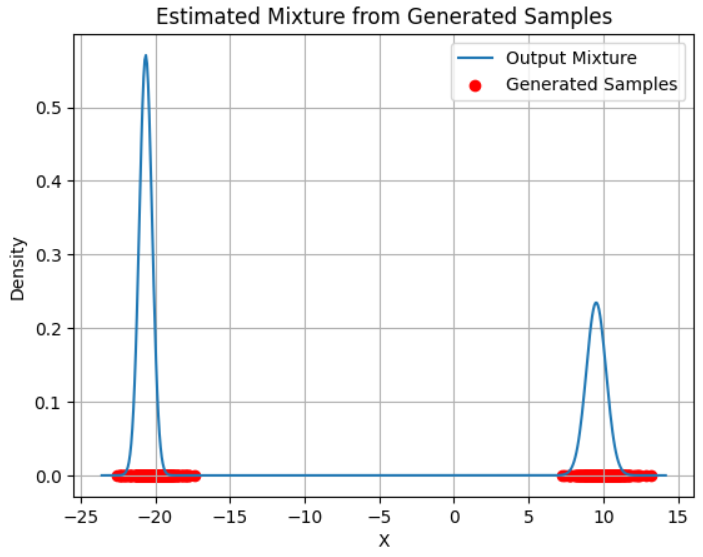 Estimated Mixture from Generated Samples
Output Mixture
Generated Samples
Density
0.5
0.4
0.3
0.2
0.1
0.0
−25 −20 −15 −10 −5 0 5 10 15
X